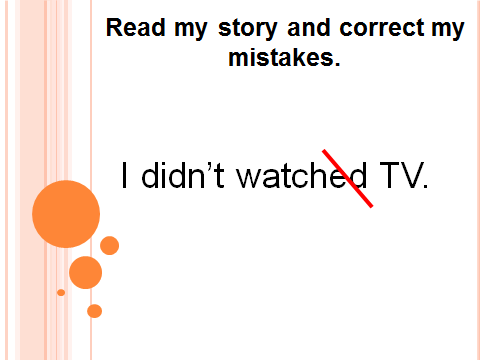 Read my story and correct my
mistakes.
I didn’t watched TV.